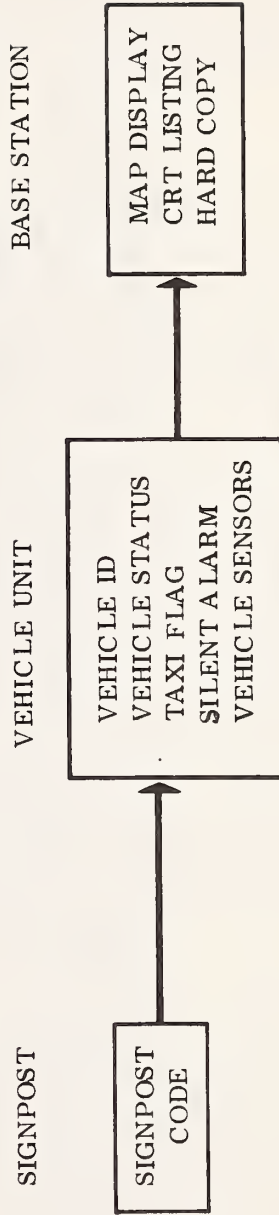 SIGNPOST
SIGNPOST
CODE
VEHICLE UNIT
VEHICLE ID
VEHICLE STATUS
TAXI FLAG
SILENT ALARM
VEHICLE SENSORS
BASE STATION
MAP DISPLAY
CRT LISTING
HARD COPY